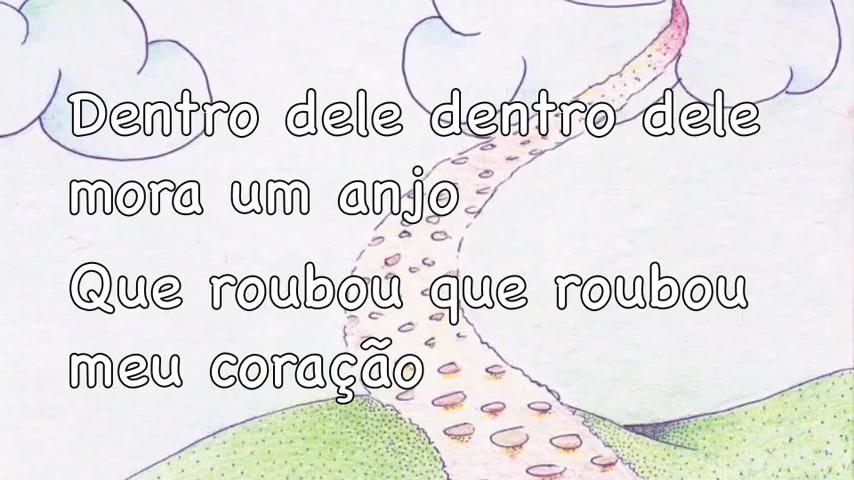 Dentro dele dentro dele
mora um anjo
Que roubou que roubou
meu coração